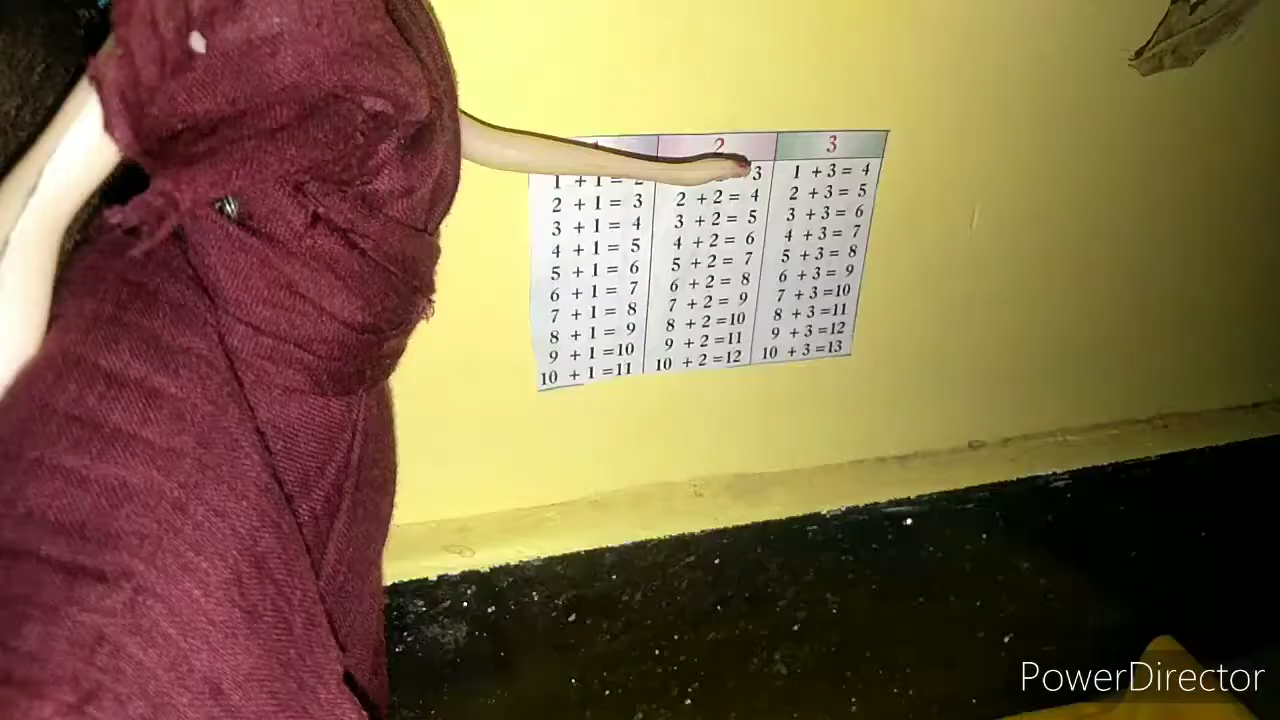 2 3
1 + 1 = 2 3 1 + 3 = 4
2 + 1 = 3 2 + 2 = 4 2 + 3 = 5
3 + 1 = 4 3 + 2 = 5 3 + 3 = 6
4 + 1 = 5 4 + 2 = 6 4 + 3 = 7
5 + 1 = 6 5 + 2 = 7 5 + 3 = 8
6 + 1 = 7 6 + 2 = 8 6 + 3 = 9
7 + 1 = 8 7 + 2 = 9 7 + 3 =10
8 + 1 = 9 8 + 2 =10 8 + 3 =11
9 + 1 =10 9 + 2 =11 9 + 3 =12
10 + 1 =11 10 + 2 =12 10 + 3 =13
PowerDirector